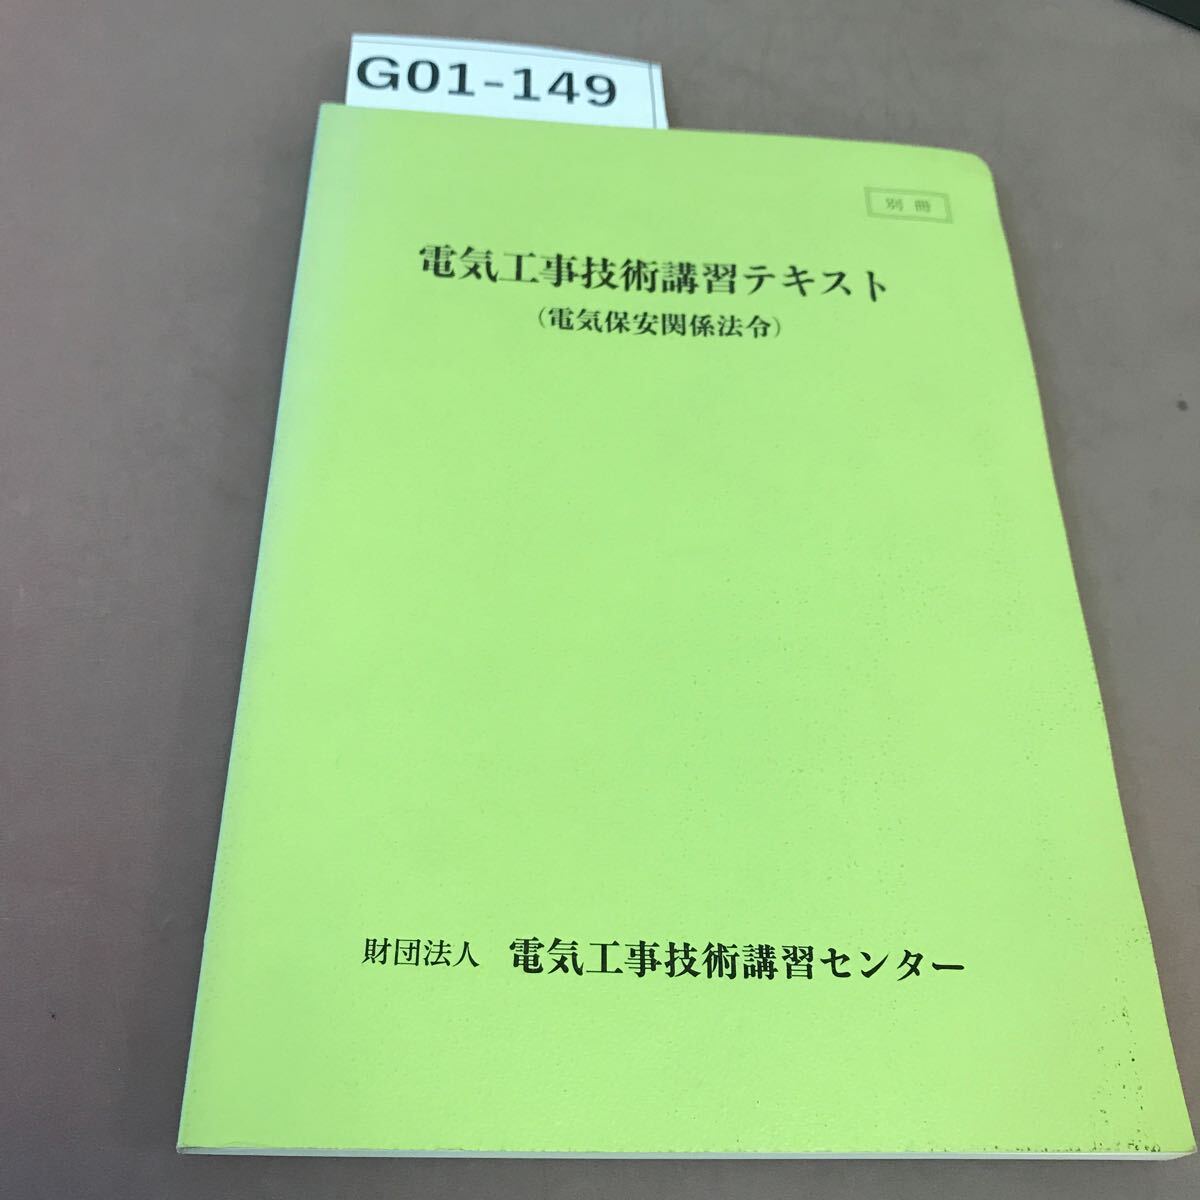 G01-149
別冊
電気工事技術講習テキスト
(電気保安関係法令)
財団法人 電気工事技術講習センター